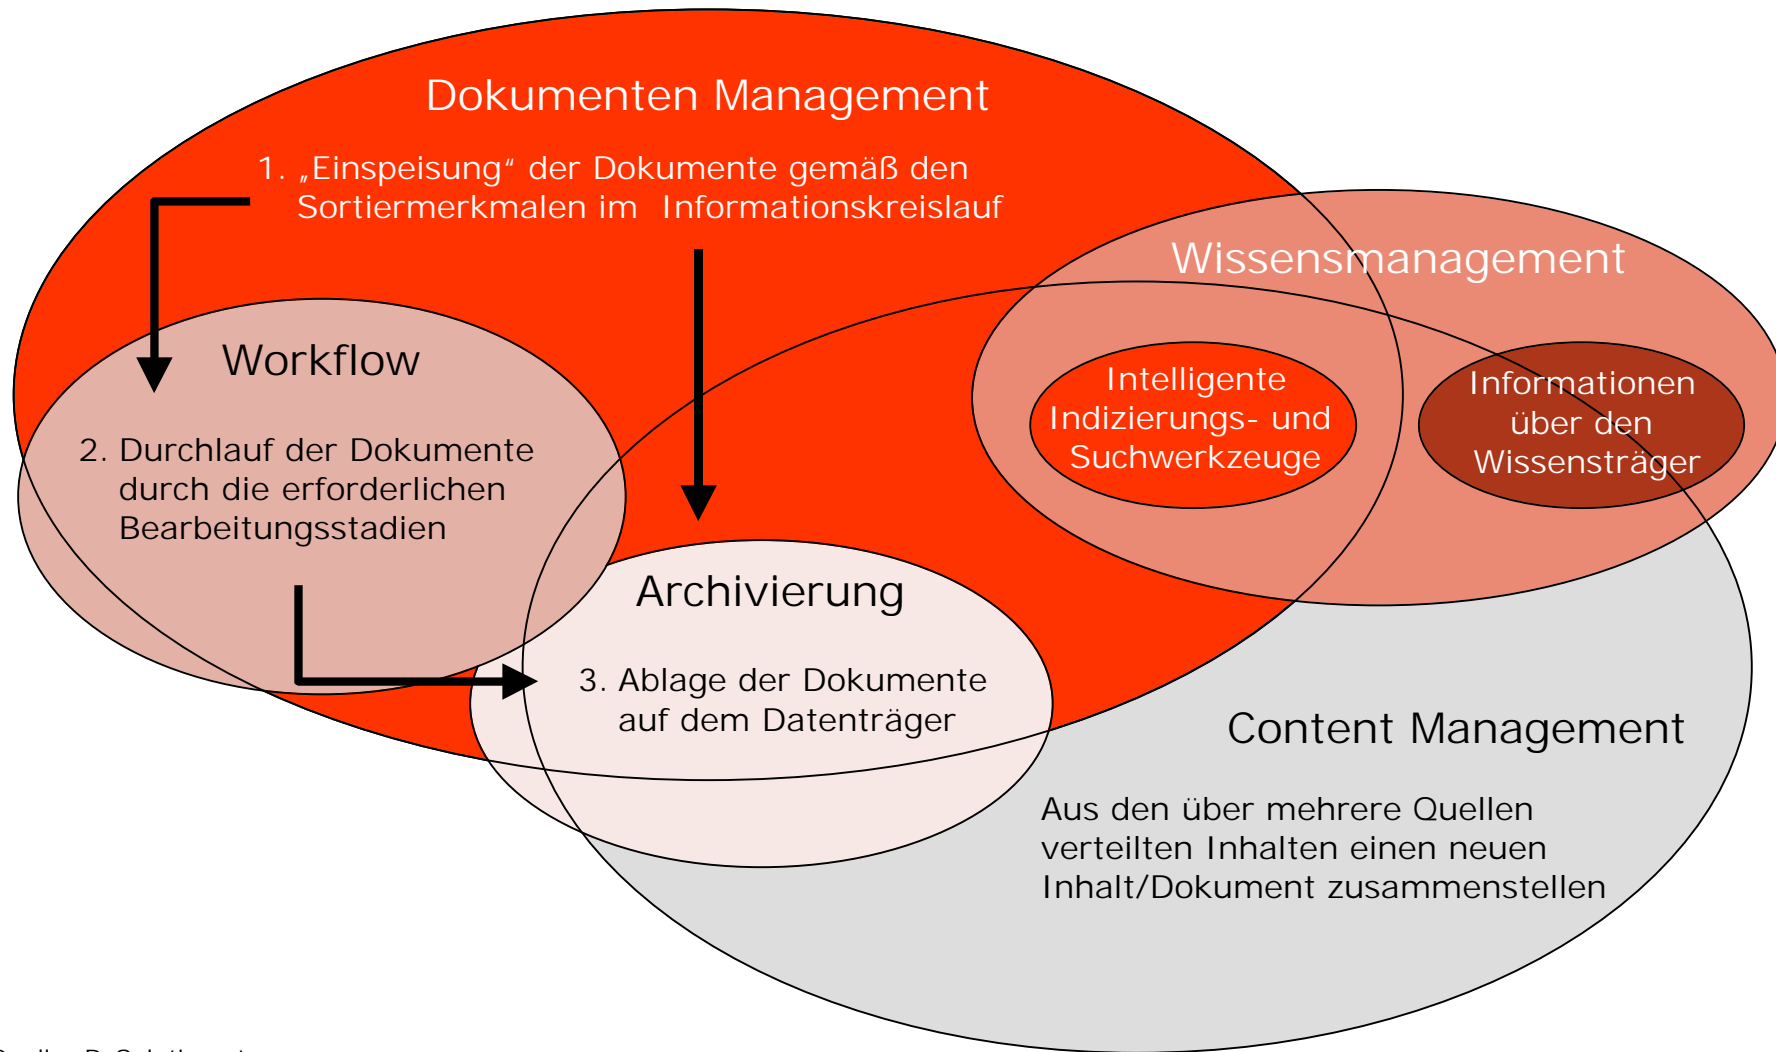 Dokumenten Management
1. „Einspeisung“ der Dokumente gemäß den
Sortiermerkmalen im Informationskreislauf
Wissensmanagement
Workflow
Intelligente
Indizierungs- und
Suchwerkzeuge
Informationen
über den
Wissensträger
2. Durchlauf der Dokumente
durch die erforderlichen
Bearbeitungsstadien
Archivierung
3. Ablage der Dokumente
auf dem Datenträger
Content Management
Aus den über mehrere Quellen
verteilten Inhalten einen neuen
Inhalt/Dokument zusammenstellen